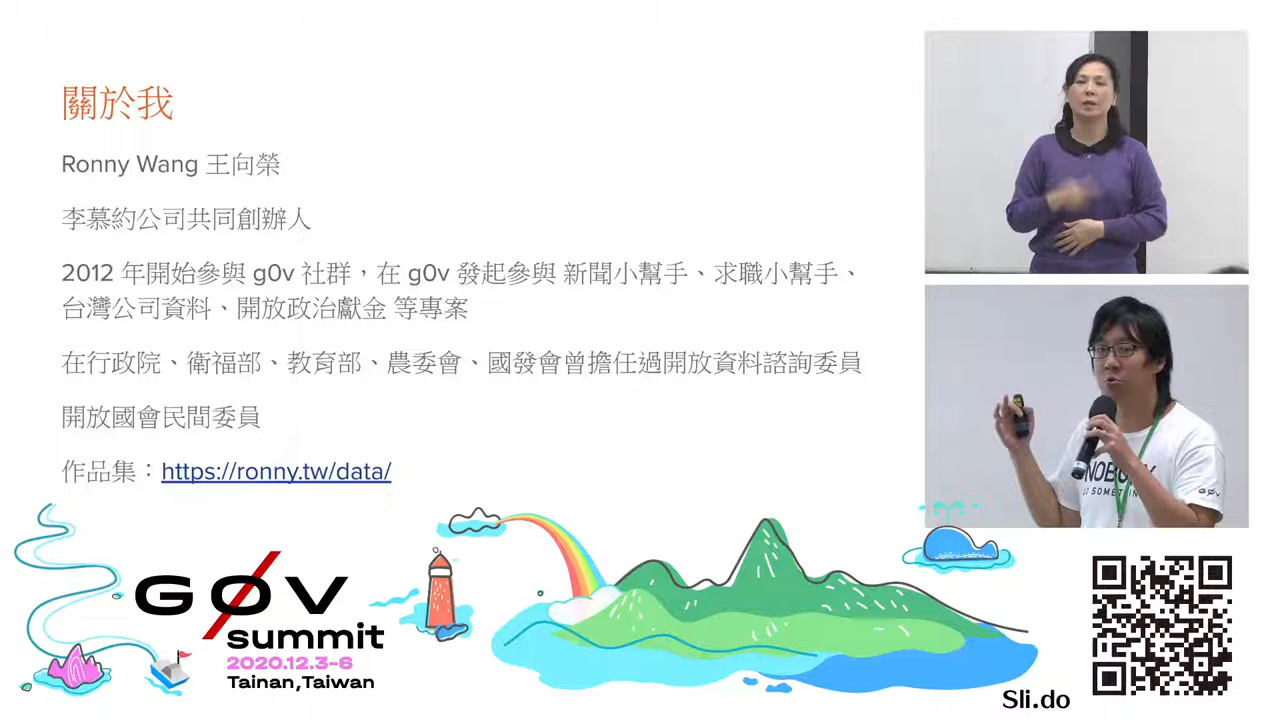 關於我
Ronny Wang 王向榮
李慕約公司共同創辦人
2012 年開始參與 g0v 社群，在 g0v 發起參與 新聞小幫手、求職小幫手、
台灣公司資料、開放政治獻金 等專案
在行政院、衛福部、教育部、農委會、國發會曾擔任過開放資料諮詢委員
開放國會民間委員
作品集：https://ronny.tw/data/
GØV
summit
2020.12.3-6
Tainan,Taiwan
Sli.do